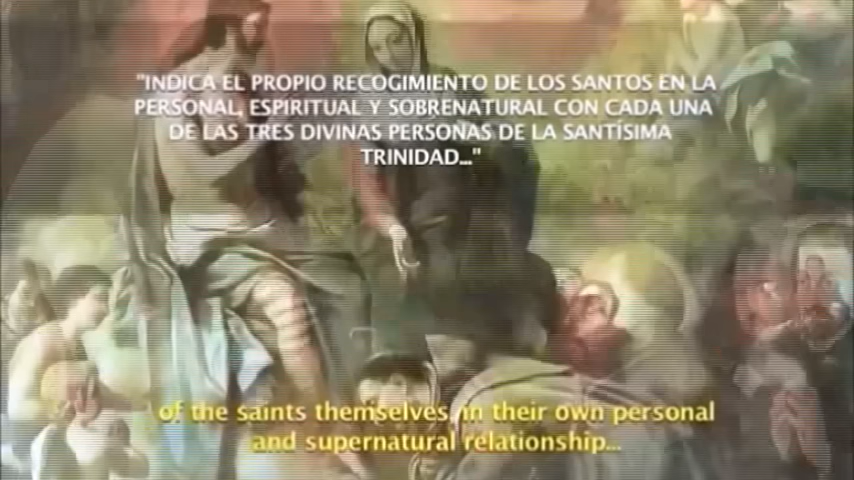 "INDICA EL PROPIO RECOGIMIENTO DE LOS SANTOS EN LA
PERSONAL, ESPIRITUAL Y SOBRENATURAL CON CADA UNA
DE LAS TRES DIVINAS PERSONAS DE LA SANTÍSIMA
TRINIDAD..."
of the saints themselves in their own personal
and supernatural relationship...